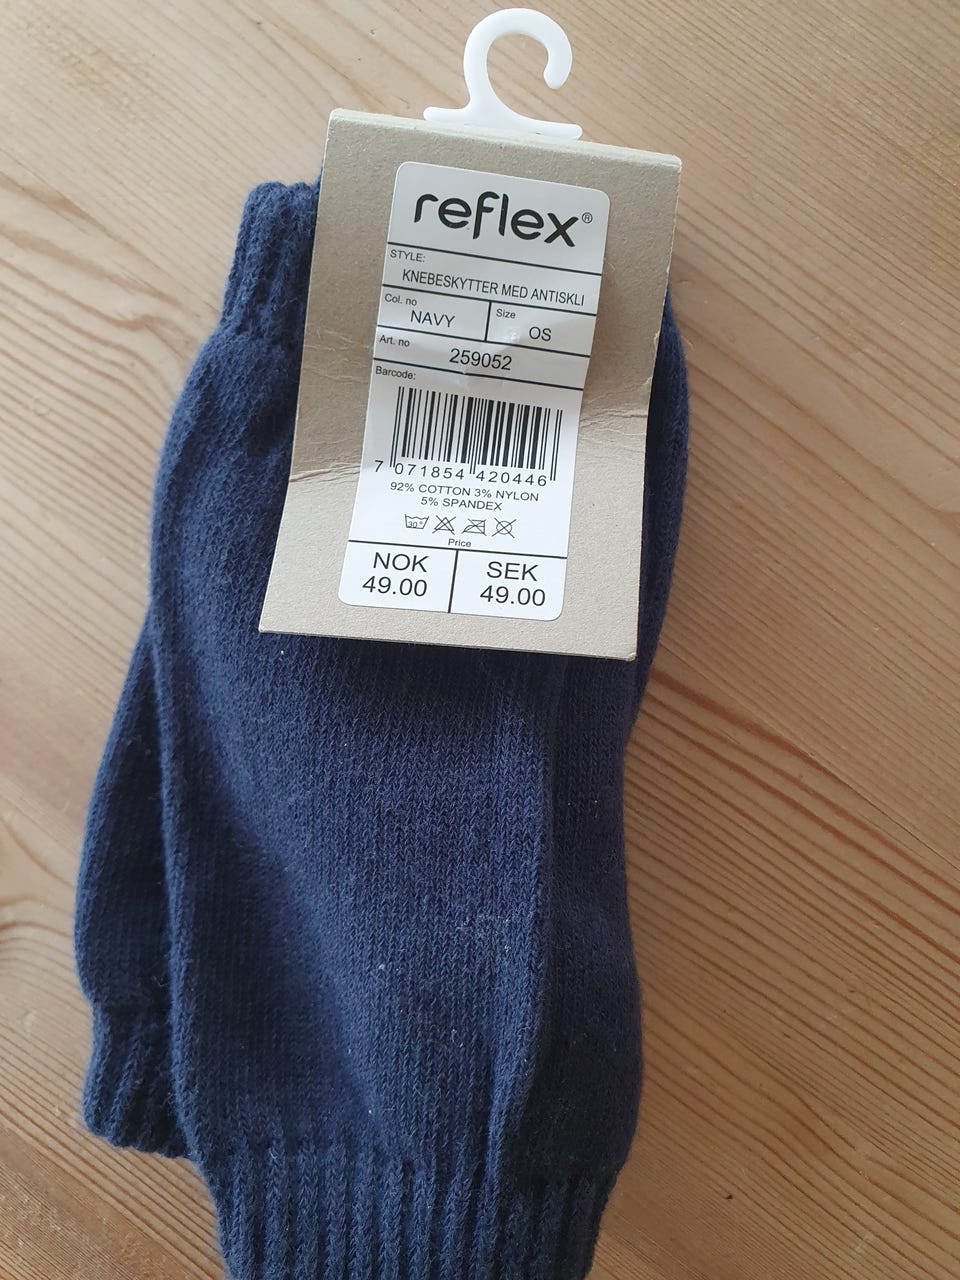 reflex®
STYLE:
KNEBESKYTTER MED ANTISKLI
Col. no
NAVY
Size
OS
Art. no
259052
Barcode:
7 071854 420446
92% COTTON 3% NYLON
5% SPANDEX
30°
Price
NOK
49.00
SEK
49.00